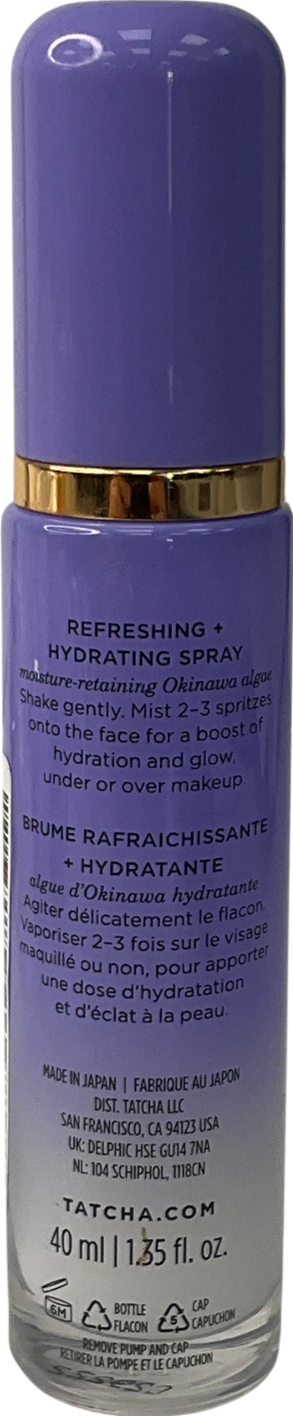 REFRESHING +
HYDRATING SPRAY
moisture-retaining Okinawa algae
Shake gently. Mist 2–3 spritzes
onto the face for a boost of
hydration and glow,
under or over makeup.
BRUME RAFRAICHISSANTE
+ HYDRATANTE
algue d'Okinawa hydratante
Agiter délicatement le flacon.
Vaporiser 2–3 fois sur le visage
maquillé ou non, pour apporter
une dose d'hydratation
et d'éclat à la peau.
MADE IN JAPAN | FABRIQUE AU JAPON
DIST. TATCHA LLC
SAN FRANCISCO, CA 94123 USA
UK: DELPHIC HSE GU14 7NA
NL: 104 SCHIPHOL, 1118CN
TATCHA.COM
40 ml | 1.35 fl. oz.
6M BOTTLE FLACON 5 CAP CAPUCHON
REMOVE PUMP AND CAP
RETIRER LA POMPE ET LE CAPUCHON